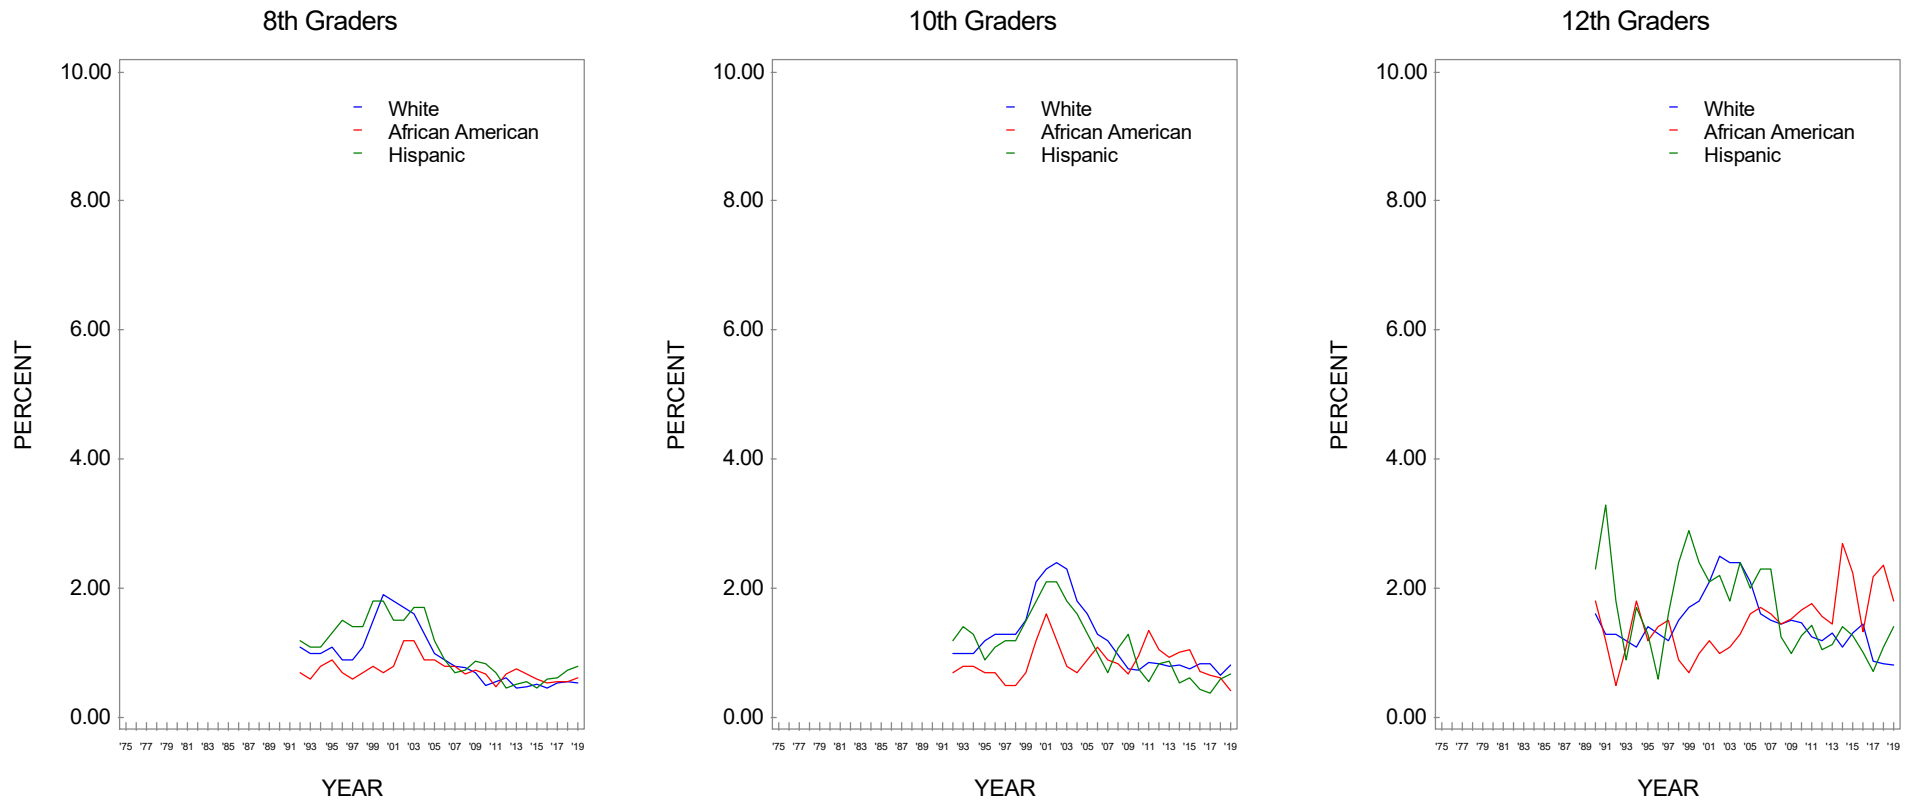 8th Graders
10.00
8.00
6.00
4.00
2.00
0.00
PERCENT
White
African American
Hispanic
'75 '77 '79 '81 '83 '85 '87 '89 '91 '93 '95 '97 '99 '01 '03 '05 '07 '09 '11 '13 '15 '17 '19
YEAR
10th Graders
10.00
8.00
6.00
4.00
2.00
0.00
PERCENT
White
African American
Hispanic
'75 '77 '79 '81 '83 '85 '87 '89 '91 '93 '95 '97 '99 '01 '03 '05 '07 '09 '11 '13 '15 '17 '19
YEAR
12th Graders
10.00
8.00
6.00
4.00
2.00
0.00
PERCENT
White
African American
Hispanic
'75 '77 '79 '81 '83 '85 '87 '89 '91 '93 '95 '97 '99 '01 '03 '05 '07 '09 '11 '13 '15 '17 '19
YEAR